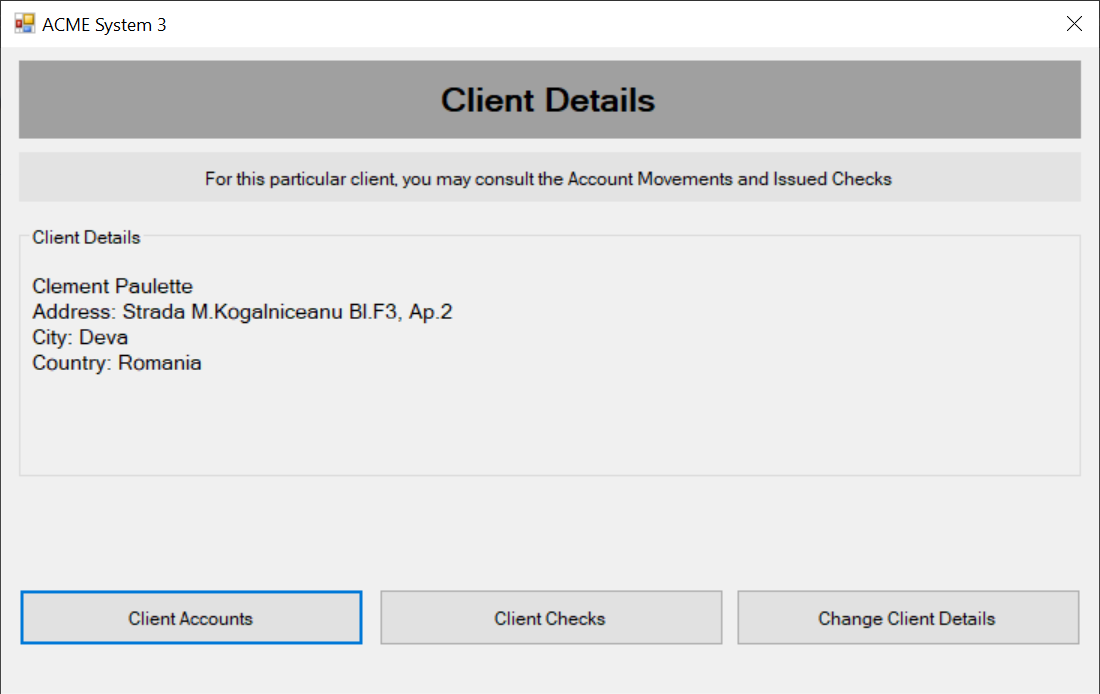 ACME System 3
Client Details
For this particular client, you may consult the Account Movements and Issued Checks
Client Details
Clement Paulette
Address: Strada M.Kogalniceanu Bl.F3, Ap.2
City: Deva
Country: Romania
Client Accounts
Client Checks
Change Client Details